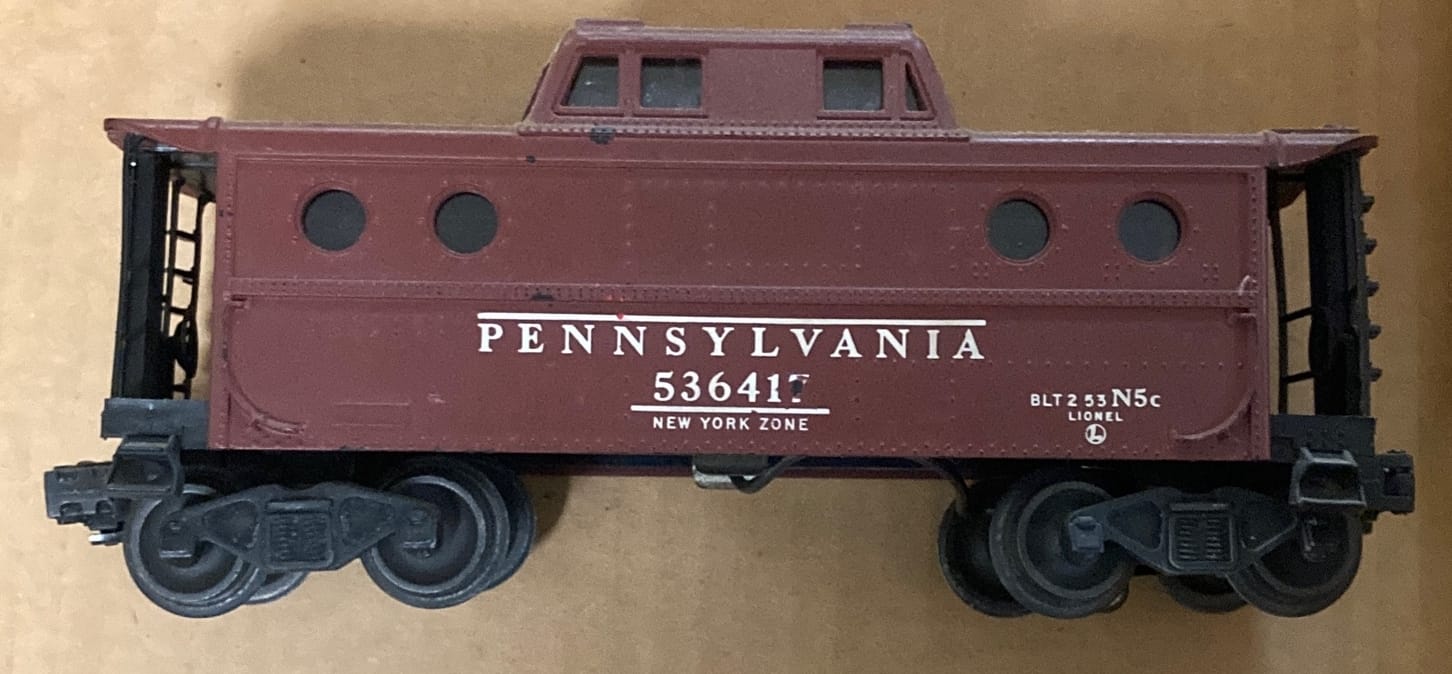 PENNSYLVANIA
536417
NEW YORK ZONE
BLT 2 53 N5c
LIONEL
L